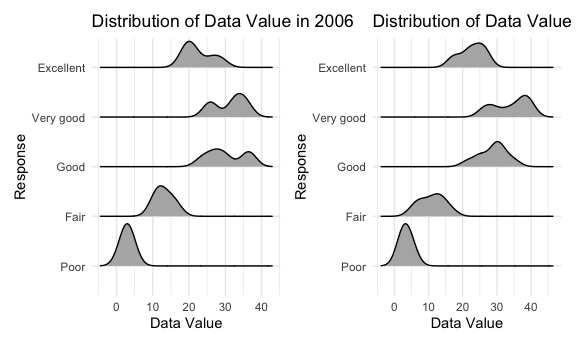 Distribution of Data Value in 2006
Excellent
Very good
Good
Fair
Poor
Response
0 10 20 30 40
Data Value
Distribution of Data Value
Excellent
Very good
Good
Fair
Poor
Response
0 10 20 30 40
Data Value